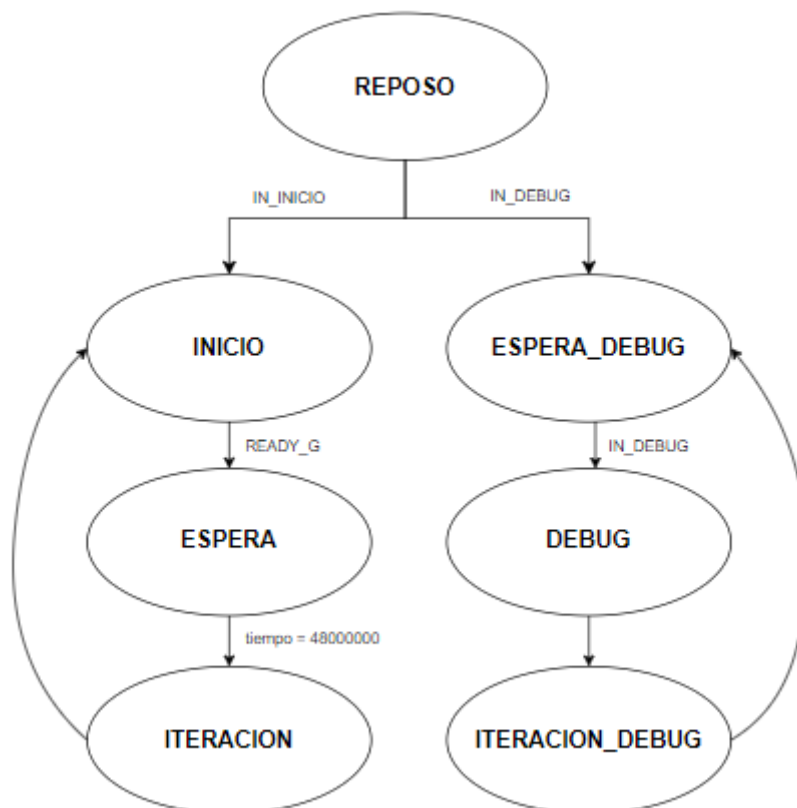 REPOSO
IN_INICIO
IN_DEBUG
INICIO
ESPERA_DEBUG
READY_G
IN_DEBUG
ESPERA
DEBUG
tiempo = 48000000
ITERACION
ITERACION_DEBUG